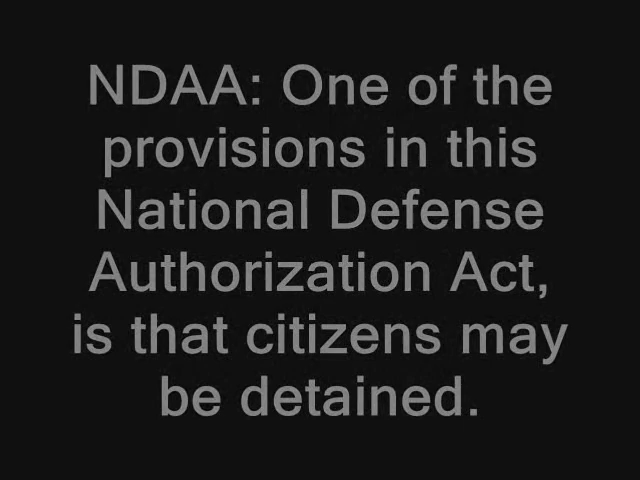 NDAA: One of the
provisions in this
National Defense
Authorization Act,
is that citizens may
be detained.